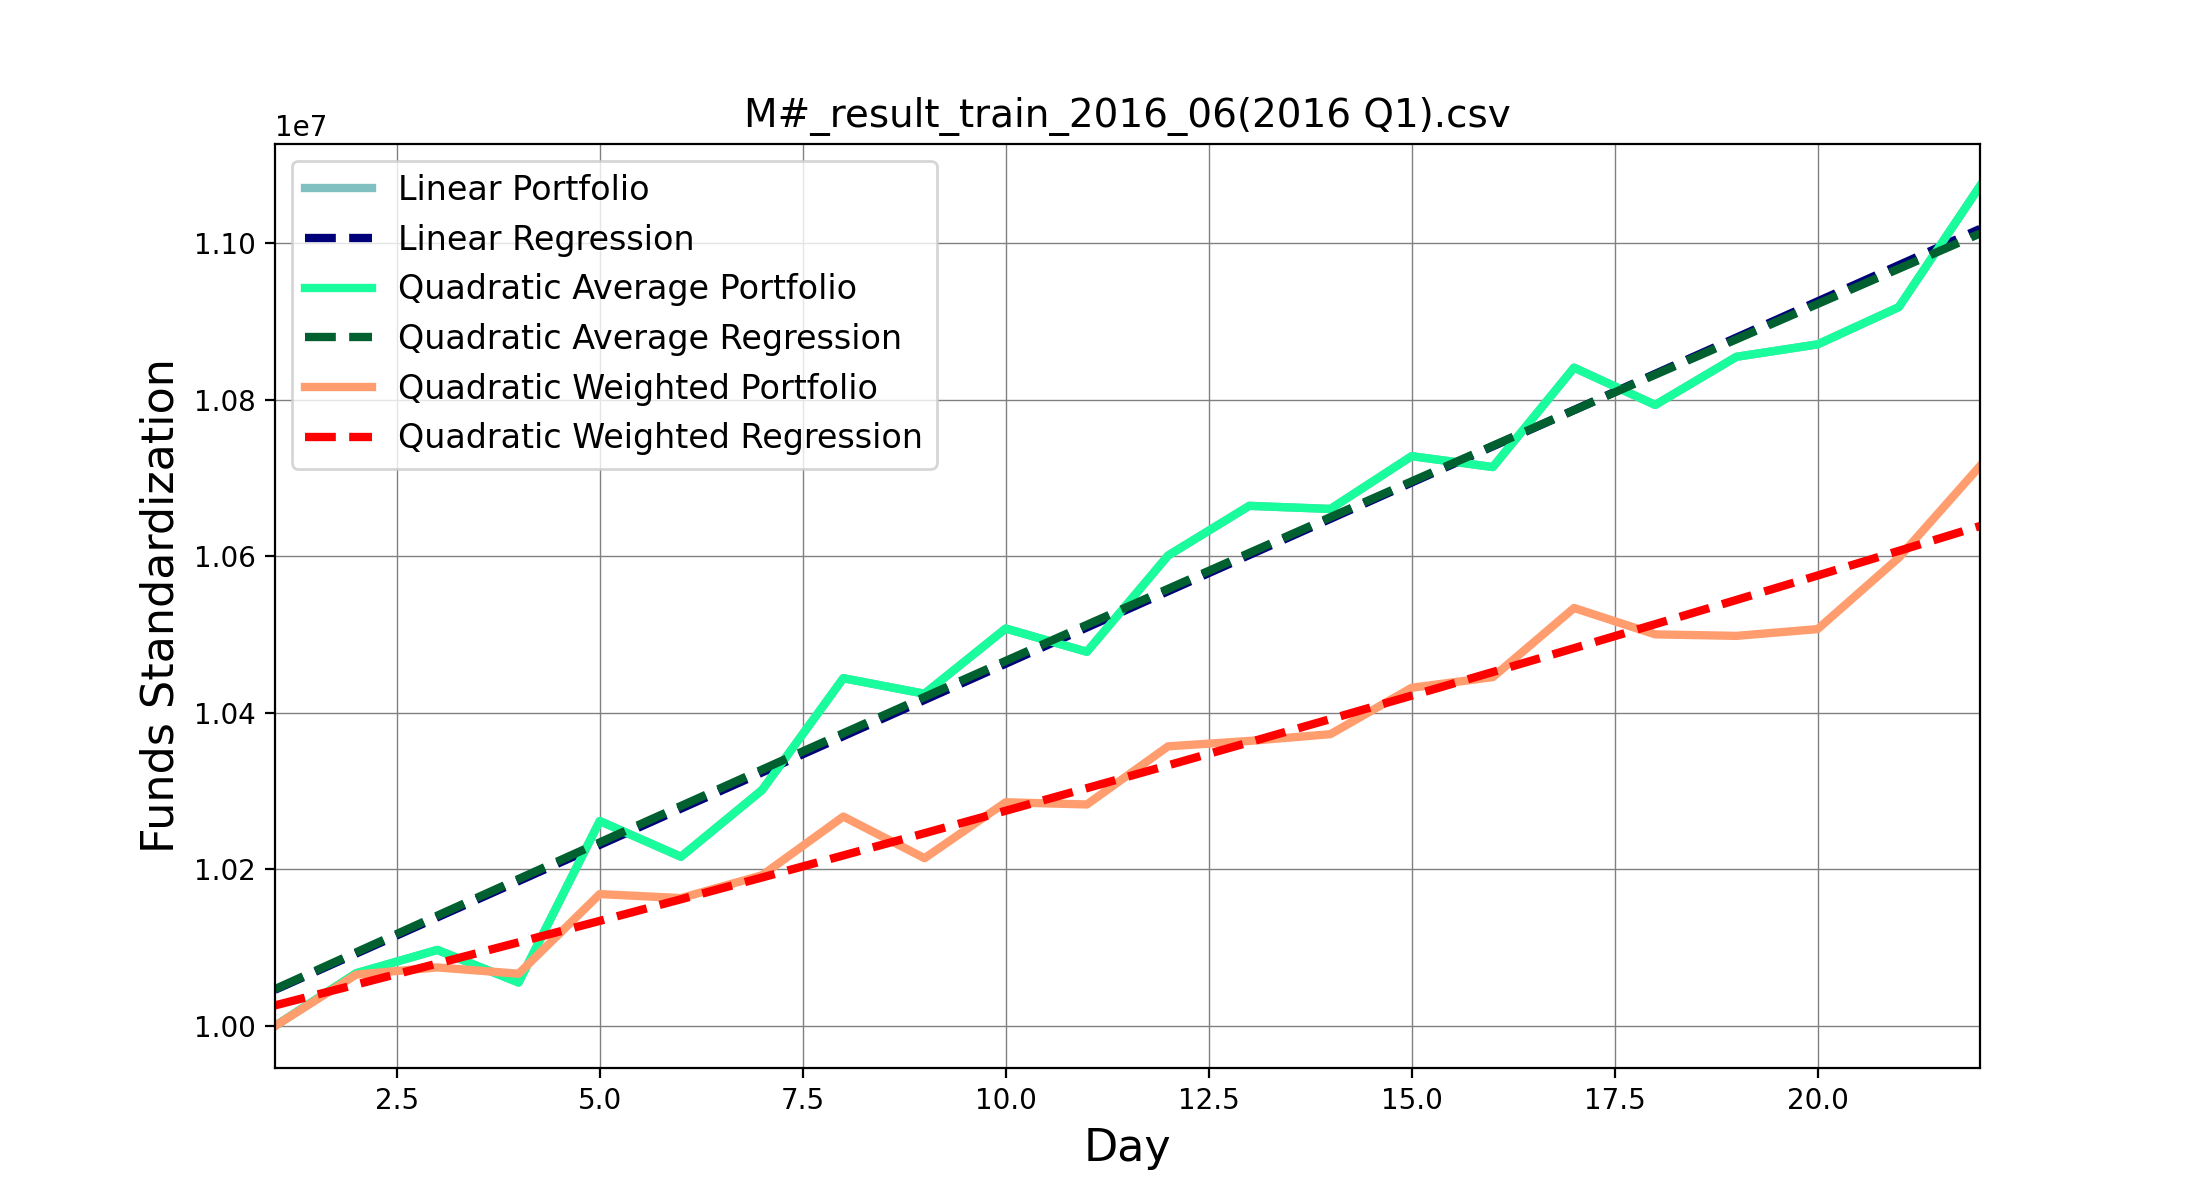 M#_result_train_2016_06(2016 Q1).csv
1e7
Linear Portfolio
Linear Regression
Quadratic Average Portfolio
Quadratic Average Regression
Quadratic Weighted Portfolio
Quadratic Weighted Regression
1.10
1.08
1.06
1.04
1.02
1.00
Funds Standardization
2.5 5.0 7.5 10.0 12.5 15.0 17.5 20.0
Day